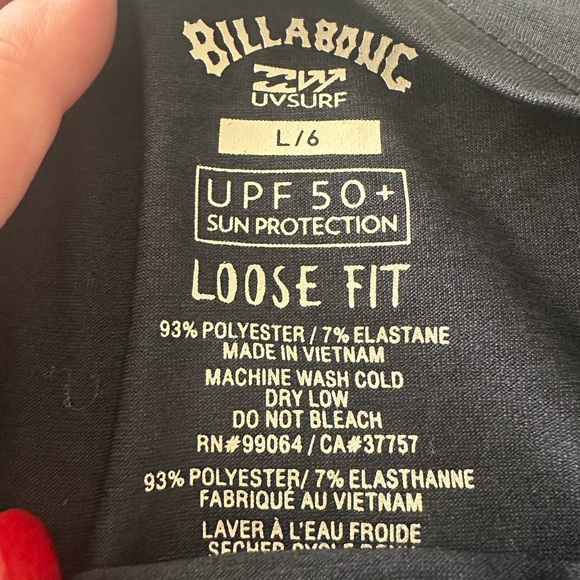 BILLABONG
UVSURF
L/6
UPF 50+
SUN PROTECTION
LOOSE FIT
93% POLYESTER / 7% ELASTANE
MADE IN VIETNAM
MACHINE WASH COLD
DRY LOW
DO NOT BLEACH
RN#99064 / CA#37757
93% POLYESTER/ 7% ELASTHANNE
FABRIQUÉ AU VIETNAM
LAVER À L'EAU FROIDE
SECHER CYCLE